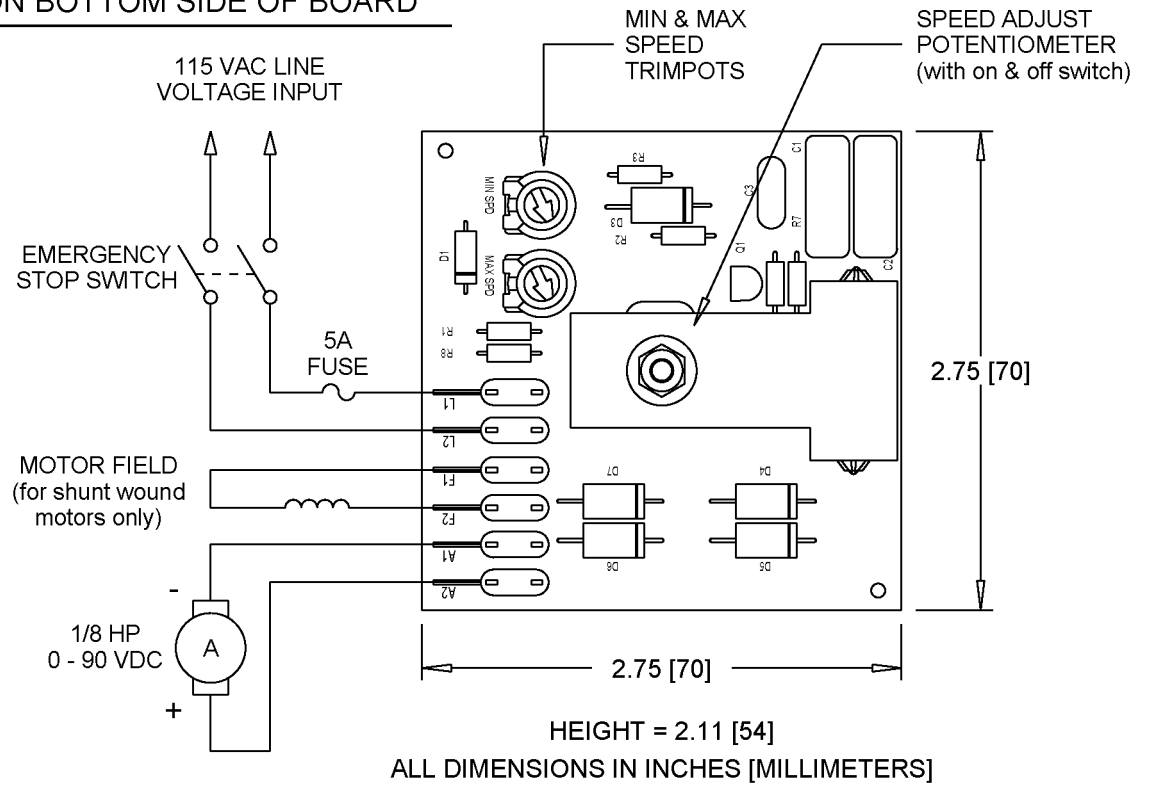 ON BOTTOM SIDE OF BOARD
115 VAC LINE
VOLTAGE INPUT
MIN & MAX
SPEED
TRIMPOTS
SPEED ADJUST
POTENTIOMETER
(with on & off switch)
EMERGENCY
STOP SWITCH
5A
FUSE
MOTOR FIELD
(for shunt wound
motors only)
-
1/8 HP
0 - 90 VDC
A
+
MIN SPD
MAX SPD
D1
R3
D3
R2
C3
C1
R7
Q1
C2
R1
R8
L1
L2
F1
F2
A1
A2
D7
D4
D6
D5
2.75 [70]
2.75 [70]
HEIGHT = 2.11 [54]
ALL DIMENSIONS IN INCHES [MILLIMETERS]